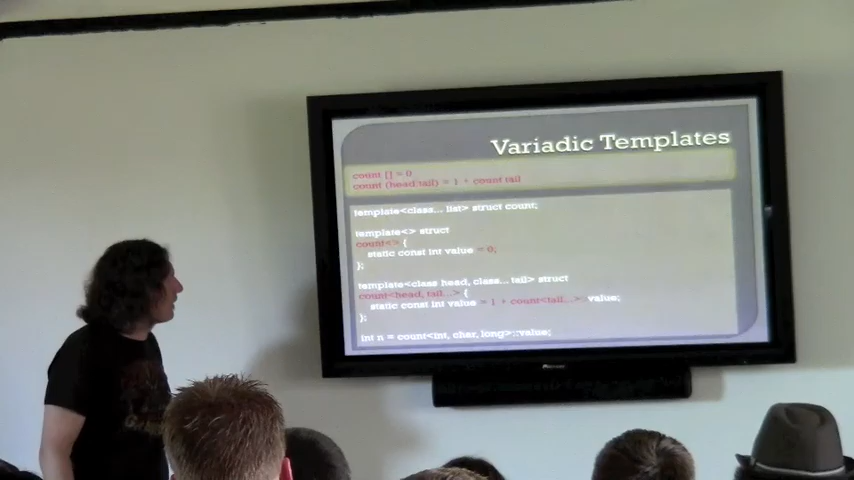 Variadic Templates
count [] = 0
count (head:tail) = 1 + count tail
template<class... list> struct count;
template<> struct
count<> {
static const int value = 0;
};
template<class head, class... tail> struct
count<head, tail...> {
static const int value = 1 + count<tail...>::value;
};
int n = count<int, char, long>::value;
Pioneer